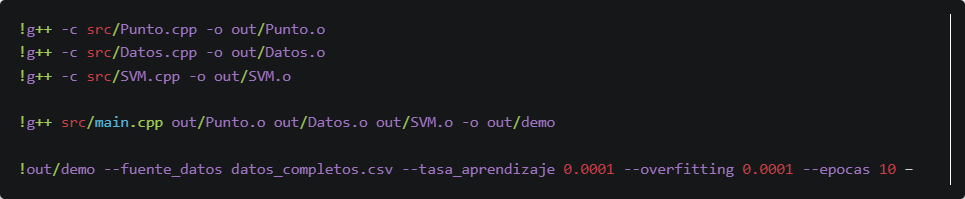 !g++ -c src/Punto.cpp -o out/Punto.o
!g++ -c src/Datos.cpp -o out/Datos.o
!g++ -c src/SVM.cpp -o out/SVM.o
!g++ src/main.cpp out/Punto.o out/Datos.o out/SVM.o -o out/demo
!out/demo --fuente_datos datos_completos.csv --tasa_aprendizaje 0.0001 --overfitting 0.0001 --epocas 10 –